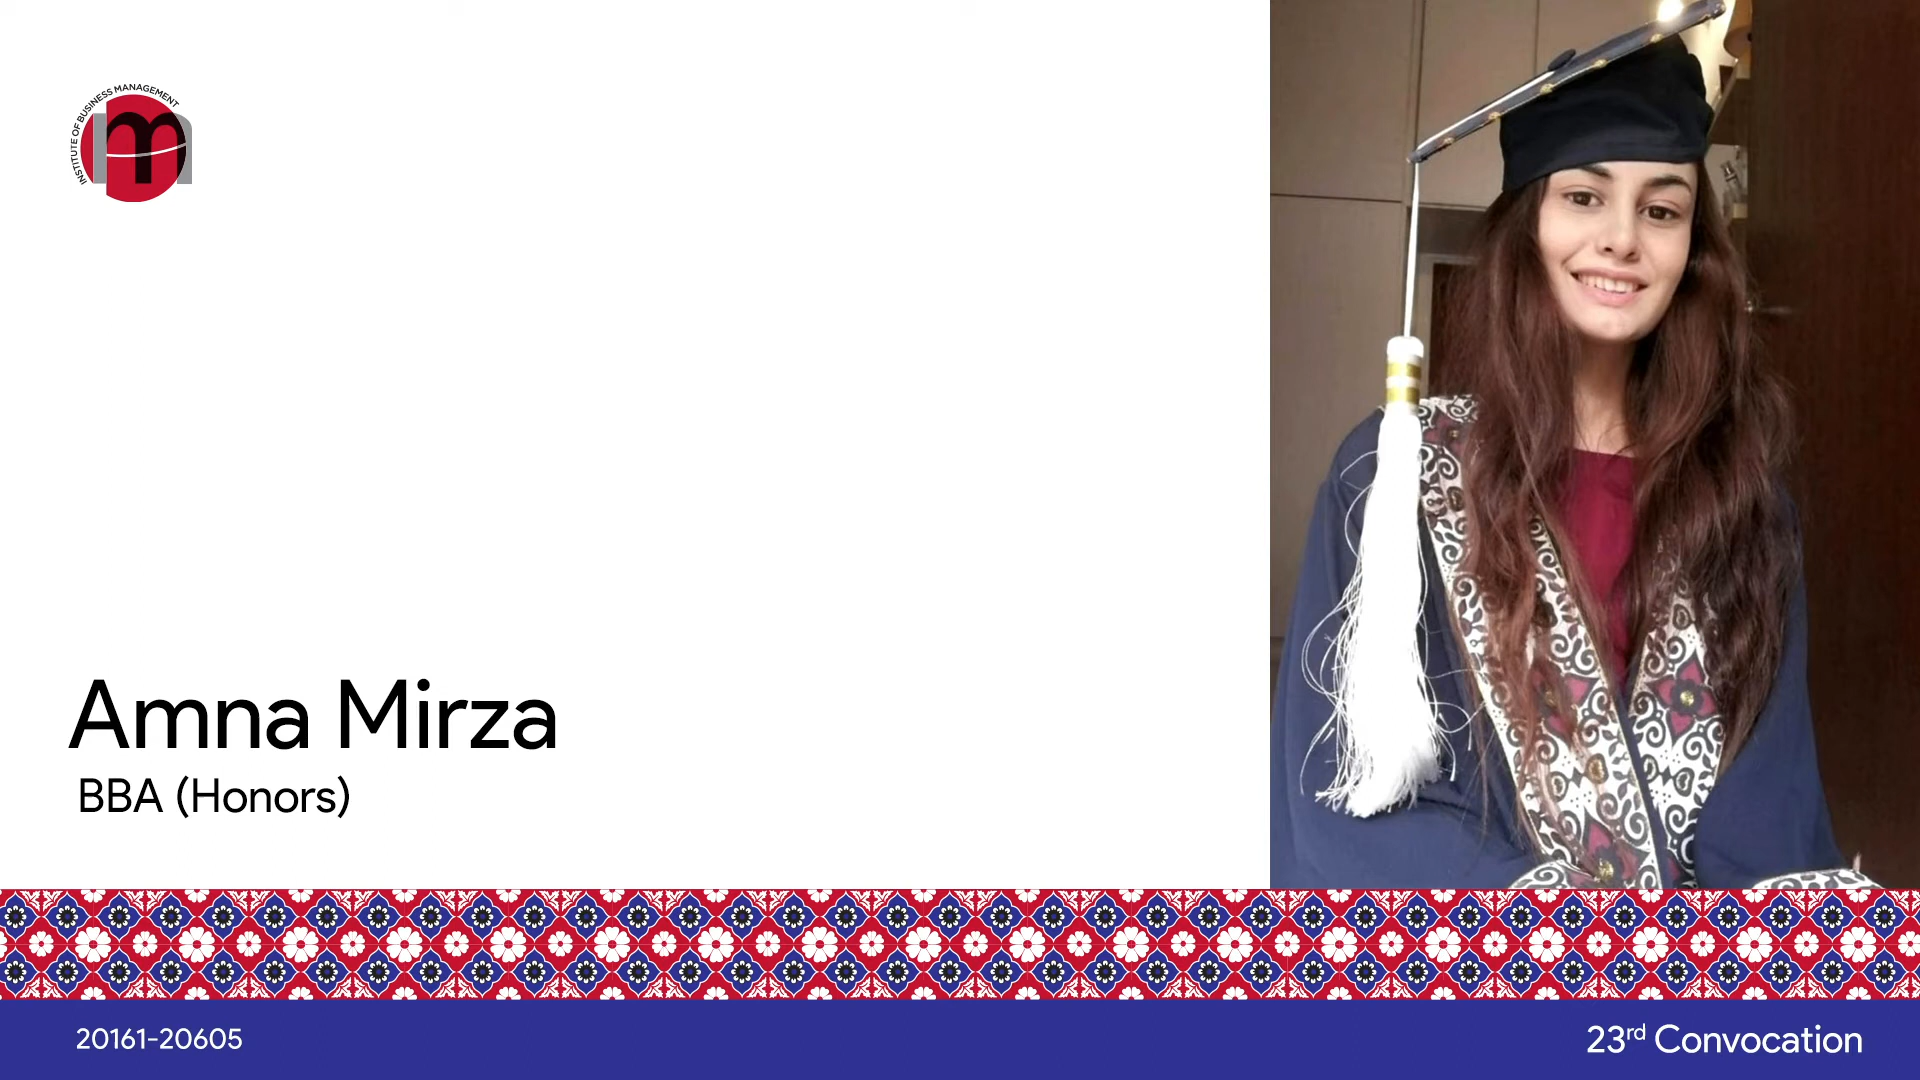 INSTITUTE OF BUSINESS MANAGEMENT
m
Amna Mirza
BBA (Honors)
20161-20605
23rd Convocation